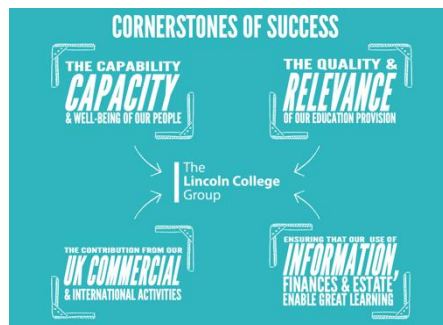 CORNERSTONES OF SUCCESS
THE CAPABILITY
CAPACITY
& WELL-BEING OF OUR PEOPLE
THE QUALITY &
RELEVANCE
OF OUR EDUCATION PROVISION
The
Lincoln College
Group
THE CONTRIBUTION FROM OUR
UK COMMERCIAL
& INTERNATIONAL ACTIVITIES
ENSURING THAT OUR USE OF
INFORMATION,
FINANCES & ESTATE
ENABLE GREAT LEARNING